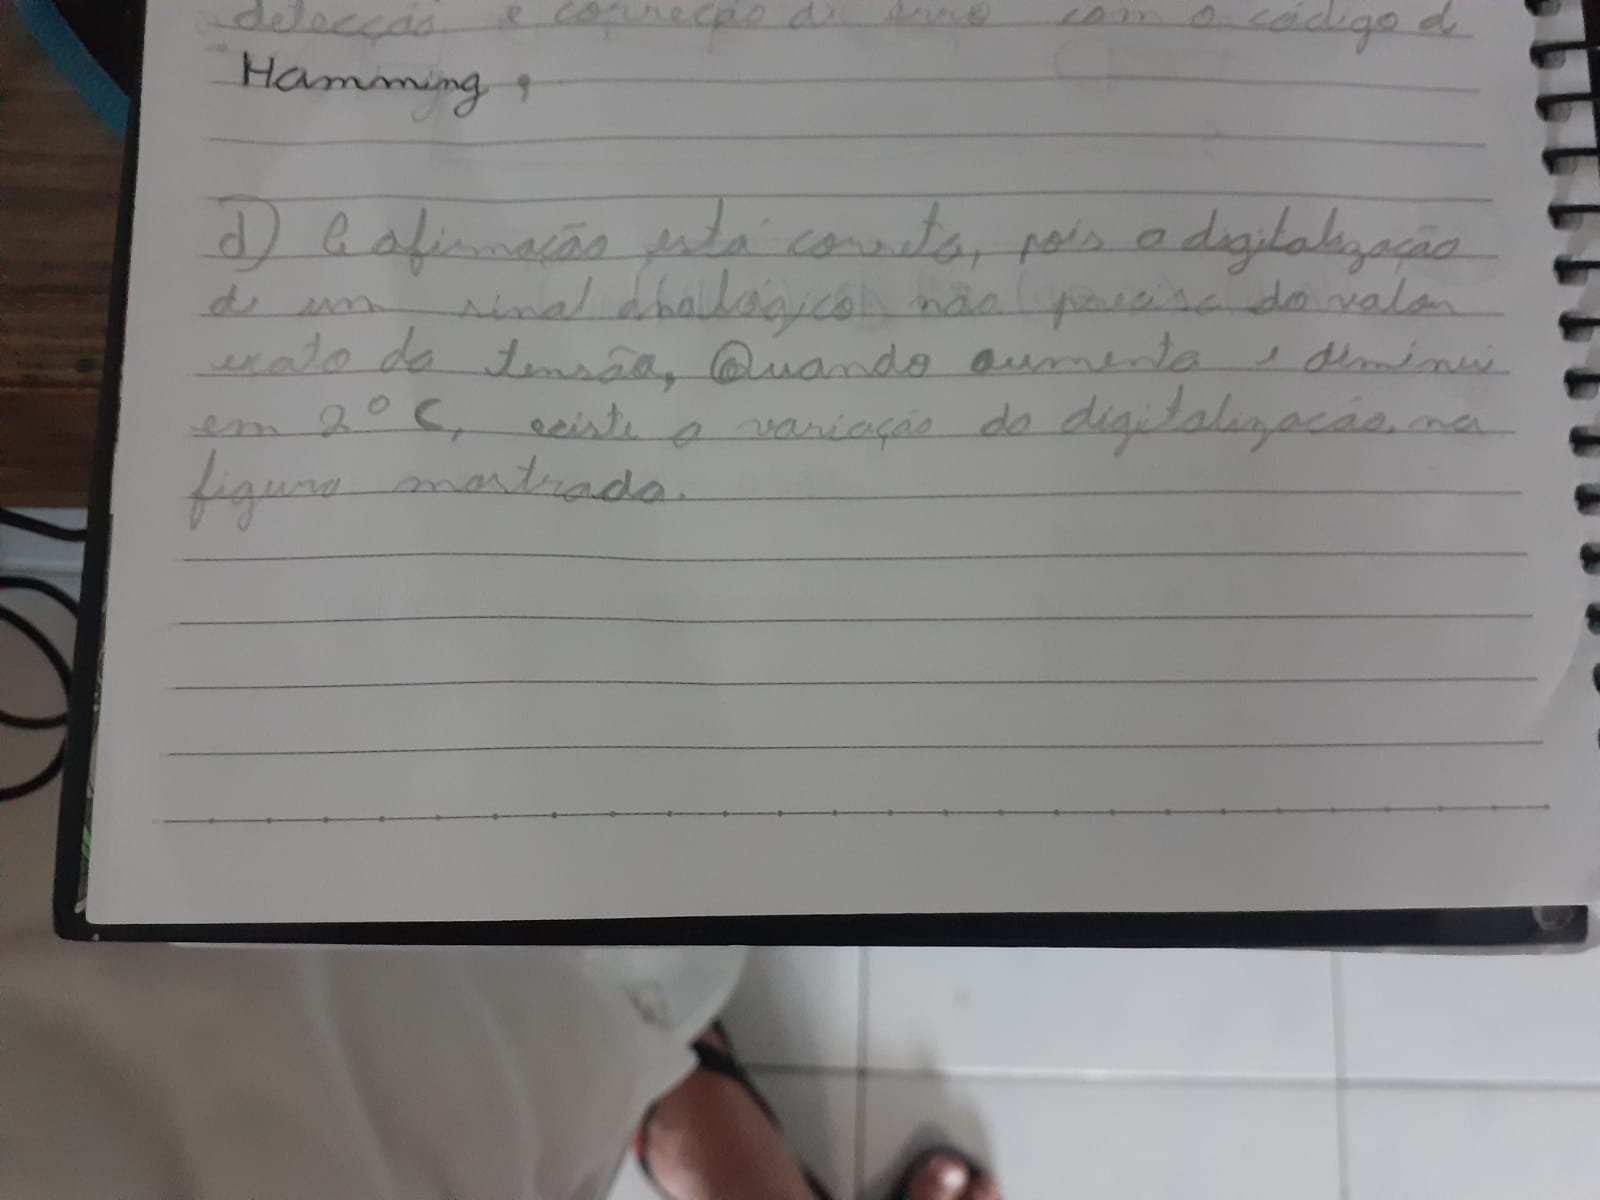 detecção e correção de erro com o código d
Hamming.
d) A afirmação está correta, pois a digitalização
de um sinal analógico não precisa do valor
exato da tensão, Quando aumenta e diminui
em 2° C, existe a variação da digitalização na
figura mostrada.